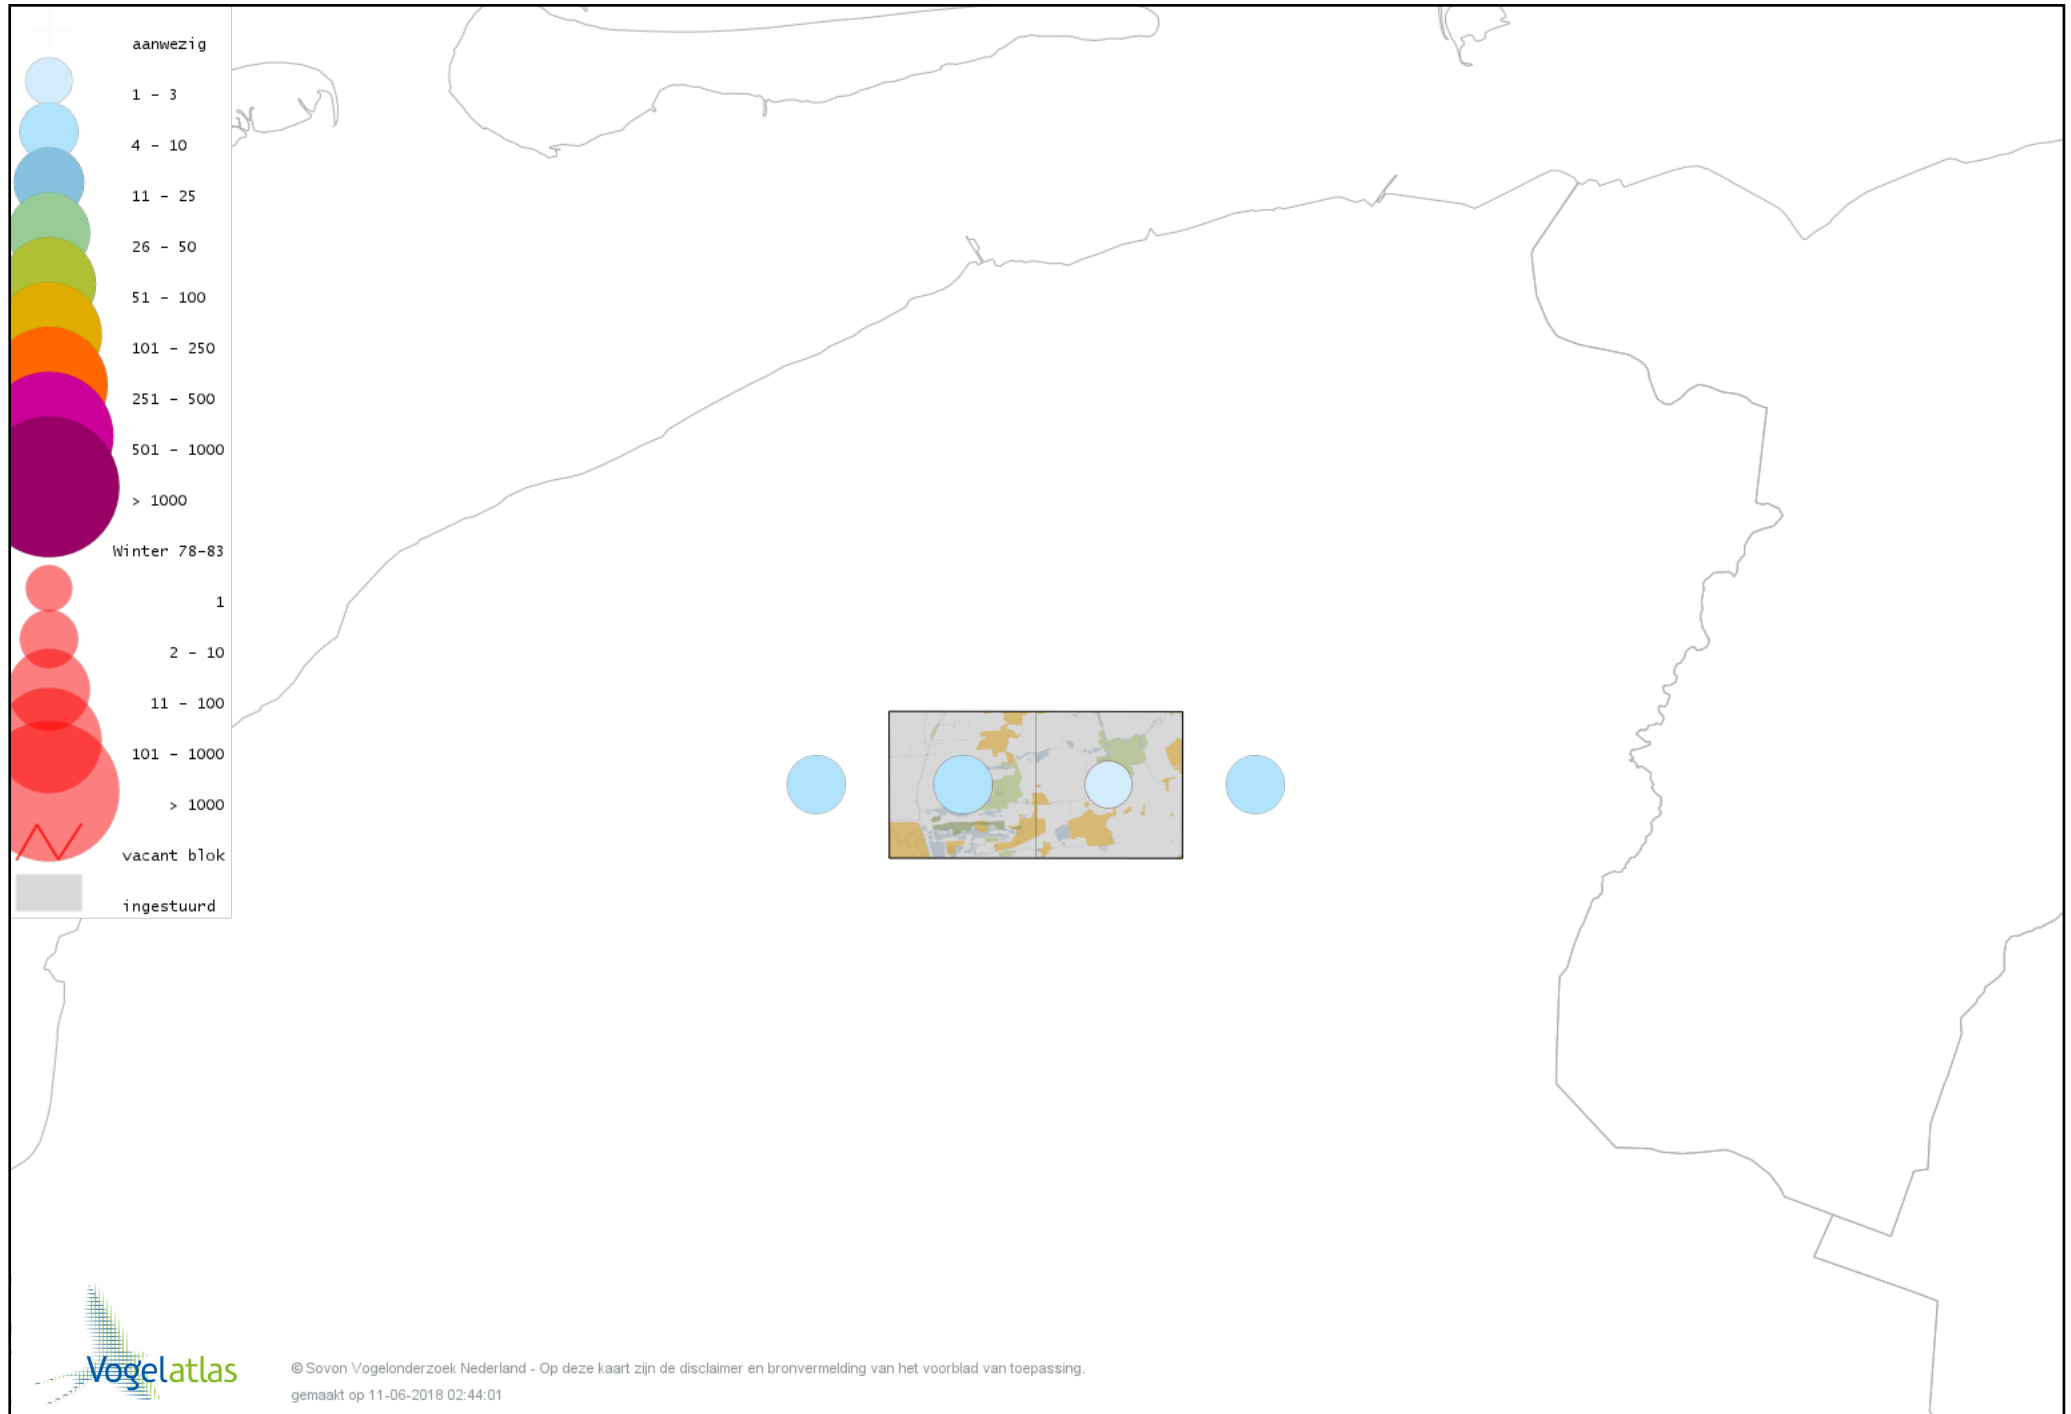 aanwezig
1 - 3
4 - 10
11 - 25
26 - 50
51 - 100
101 - 250
251 - 500
501 - 1000
> 1000
Winter 78-83
1
2 - 10
11 - 100
101 - 1000
> 1000
vacant blok
ingestuurd
Vogelatlas
© Sovon Vogelonderzoek Nederland - Op deze kaart zijn de disclaimer en bronvermelding van het voorblad van toepassing.
gemaakt op 11-06-2018 02:44:01